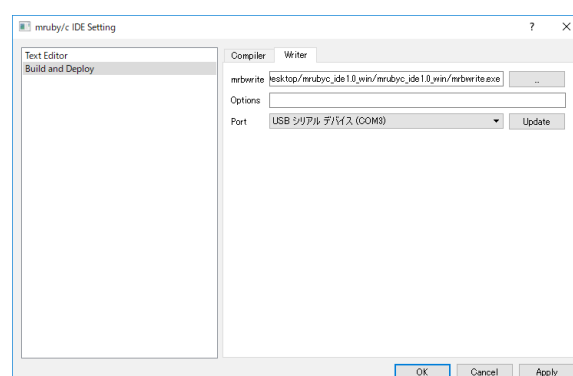 mruby/c IDE Setting
? ×
Text Editor
Build and Deploy
Compiler
Writer
mrbwrite
esktop/mrubyc_ide1.0_win/mrubyc_ide1.0_win/mrbwrite.exe
..
Options
Port
USB シリアル デバイス (COM3)
Update
OK
Cancel
Apply